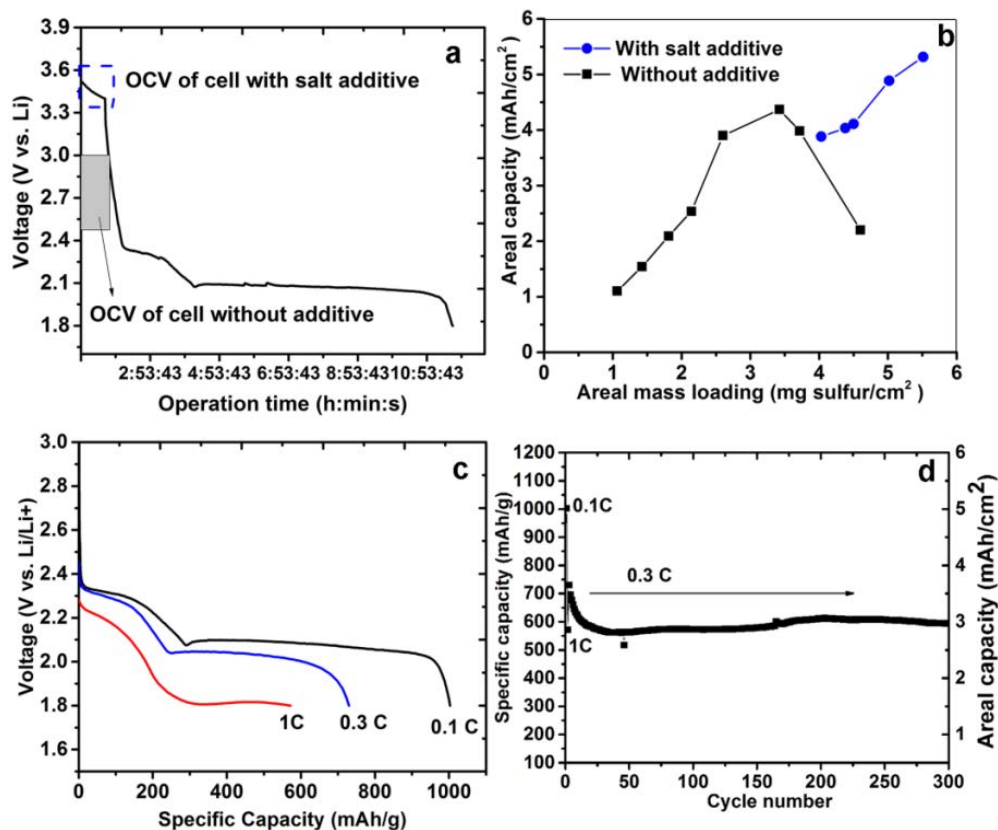 a
3.9
3.6
3.3
3.0
2.7
2.4
2.1
1.8
Voltage (V vs. Li)
OCV of cell with salt additive
OCV of cell without additive
2:53:43 4:53:43 6:53:43 8:53:43 10:53:43
Operation time (h:min:s)
b
6
5
4
3
2
1
0
Areal capacity (mAh/cm²)
With salt additive
Without additive
0 1 2 3 4 5 6
Areal mass loading (mg sulfur/cm² )
c
3.0
2.8
2.6
2.4
2.2
2.0
1.8
1.6
Voltage (V vs. Li/Li+)
1C
0.3 C
0.1 C
0 200 400 600 800 1000
Specific Capacity (mAh/g)
d
1200
1100
1000
900
800
700
600
500
400
300
200
Specific capacity (mAh/g)
0.1C
0.3 C
1C
6
5
4
3
2
1
Areal capacity (mAh/cm²)
0 50 100 150 200 250 300
Cycle number